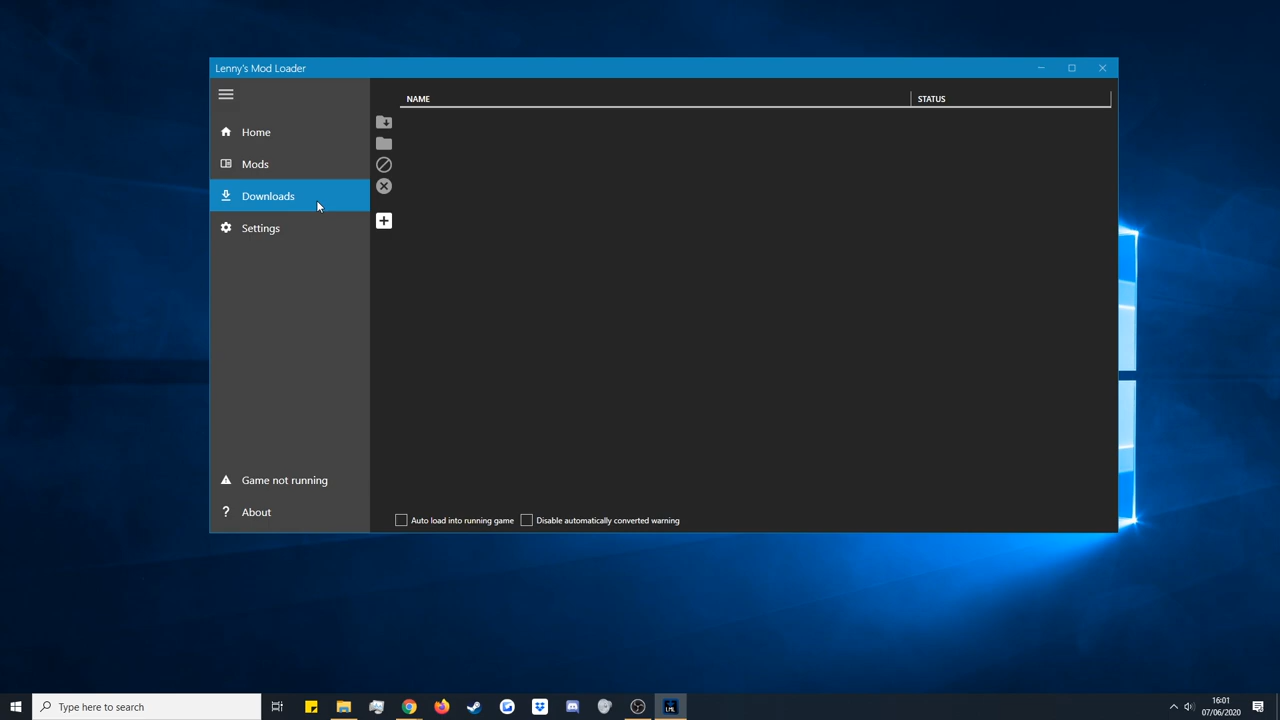 Lenny's Mod Loader
NAME
STATUS
Home
Mods
Downloads
Settings
Game not running
About
Auto load into running game
Disable automatically converted warning
Type here to search
LML
16:01
07/06/2020